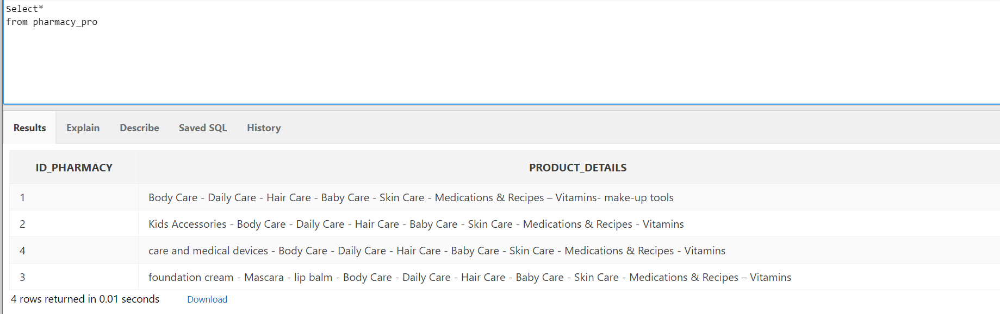 Select*
from pharmacy_pro
Results Explain Describe Saved SQL History
ID_PHARMACY PRODUCT_DETAILS
1 Body Care - Daily Care - Hair Care - Baby Care - Skin Care - Medications & Recipes – Vitamins- make-up tools
2 Kids Accessories - Body Care - Daily Care - Hair Care - Baby Care - Skin Care - Medications & Recipes - Vitamins
4 care and medical devices - Body Care - Daily Care - Hair Care - Baby Care - Skin Care - Medications & Recipes - Vitamins
3 foundation cream - Mascara - lip balm - Body Care - Daily Care - Hair Care - Baby Care - Skin Care - Medications & Recipes – Vitamins
4 rows returned in 0.01 seconds Download